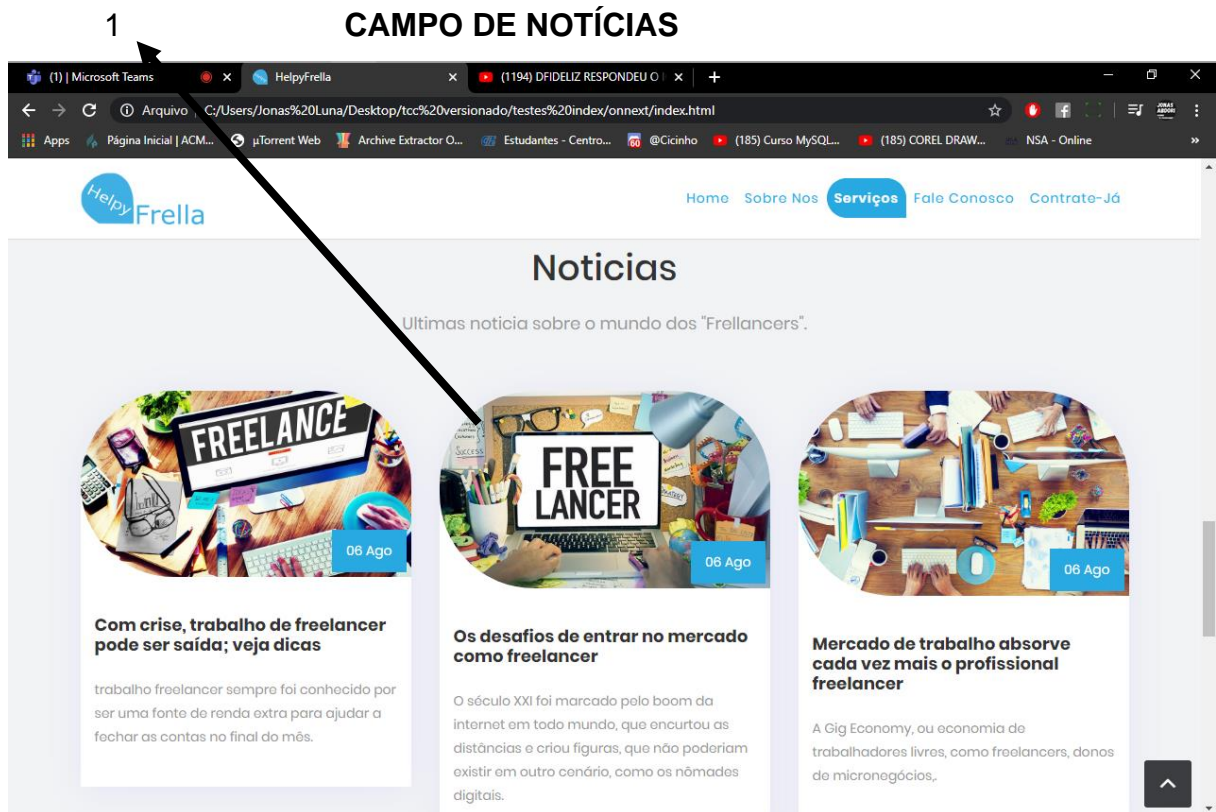 1 CAMPO DE NOTÍCIAS
(1) | Microsoft Teams HelpyFrella (1194) DFIDELIZ RESPONDEU O
Arquivo C:/Users/Jonas%20Luna/Desktop/tcc%20versionado/testes%20index/onnext/index.html
Apps Página Inicial | ACM... µTorrent Web Archive Extractor O... Estudantes - Centro... @Cicinho (185) Curso MySQL... (185) COREL DRAW... NSA - Online
Helpy
Frella
Home Sobre Nos Serviços Fale Conosco Contrate-Já
Noticias
Ultimas noticia sobre o mundo dos "Frellancers".
FREELANCE
06 Ago
Com crise, trabalho de freelancer
pode ser saída; veja dicas
trabalho freelancer sempre foi conhecido por
ser uma fonte de renda extra para ajudar a
fechar as contas no final do mês.
Success
FREE
LANCER
06 Ago
Os desafios de entrar no mercado
como freelancer
O século XXI foi marcado pelo boom da
internet em todo mundo, que encurtou as
distâncias e criou figuras, que não poderiam
existir em outro cenário, como os nômades
digitais.
06 Ago
Mercado de trabalho absorve
cada vez mais o profissional
freelancer
A Gig Economy, ou economia de
trabalhadores livres, como freelancers, donos
de micronegócios,.